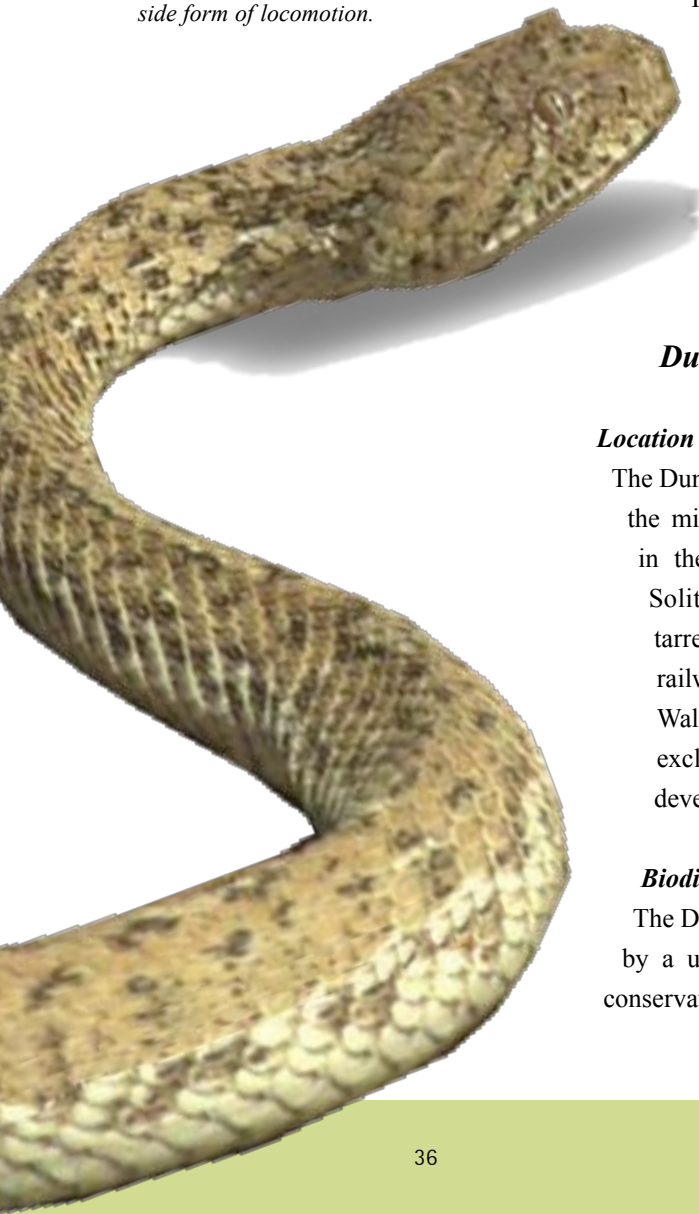 side form of locomotion.
Du
Location
The Dun
the mi
in the
Solit
tarre
railw
Wal
excl
deve
Biodi
The D
by a u
conserva
36